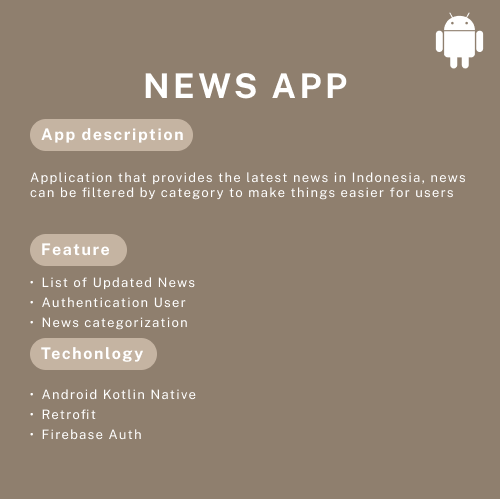 NEWS APP
App description
Application that provides the latest news in Indonesia, news
can be filtered by category to make things easier for users
Feature
• List of Updated News
• Authentication User
• News categorization
Techonlogy
• Android Kotlin Native
• Retrofit
• Firebase Auth